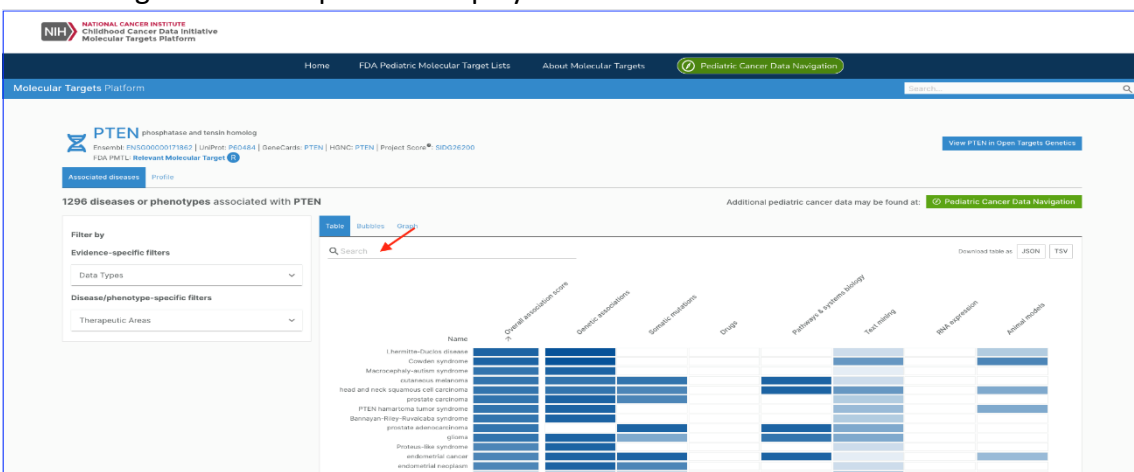 NIH NATIONAL CANCER INSTITUTE
Childhood Cancer Data Initiative
Molecular Targets Platform
Home FDA Pediatric Molecular Target Lists About Molecular Targets Pediatric Cancer Data Navigation
Molecular Targets Platform Search...
PTEN phosphatase and tensin homolog
Ensembl: ENSG00000171862 | UniProt: P60484 | GeneCards: PTEN | HGNC: PTEN | Project Score: SIDG26200
FDA PMTL: Relevant Molecular Target R
View PTEN in Open Targets Genetics
Associated diseases Profile
1296 diseases or phenotypes associated with PTEN
Additional pediatric cancer data may be found at: Pediatric Cancer Data Navigation
Filter by
Evidence-specific filters
Data Types
Disease/phenotype-specific filters
Therapeutic Areas
Table Bubbles Graph
Search
Download table as JSON TSV
Name
Overall association score
Genetic associations
Somatic mutations
Drugs
Pathways & systems biology
Text mining
RNA expression
Animal models
Lhermitte-Duclos disease
Cowden syndrome
Macrocephaly-autism syndrome
cutaneous melanoma
head and neck squamous cell carcinoma
prostate carcinoma
PTEN hamartoma tumor syndrome
Bannayan-Riley-Ruvalcaba syndrome
prostate adenocarcinoma
glioma
Proteus-like syndrome
endometrial cancer
endometrial neoplasm